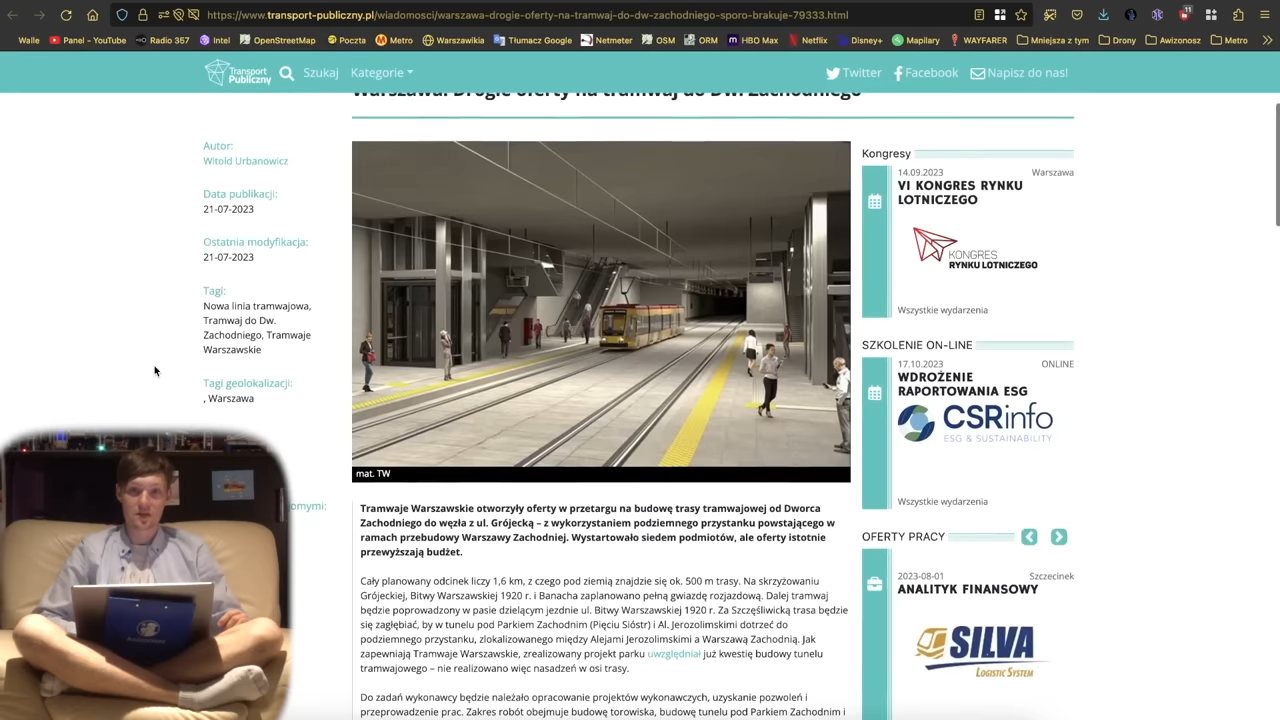 https://www.transport-publiczny.pl/wiadomosci/warszawa-drogie-oferty-na-tramwaj-do-dw-zachodniego-sporo-brakuje-79333.html
11
Walle Panel - YouTube Radio 357 Intel OpenStreetMap Poczta Metro Warszawikia Tłumacz Google Netmeter OSM ORM HBO Max Netflix Disney+ Mapilary WAYFARER Mniejsza z tym Drony Awizonosz Metro
Transport Publiczny Szukaj Kategorie Twitter Facebook Napisz do nas!
Warszawa: Drogie oferty na tramwaj do Dw. Zachodniego
Autor:
Witold Urbanowicz
Data publikacji:
21-07-2023
Ostatnia modyfikacja:
21-07-2023
Tagi:
Nowa linia tramwajowa,
Tramwaj do Dw.
Zachodniego, Tramwaje
Warszawskie
Tagi geolokalizacji:
, Warszawa
omymi:
mat. TW
Tramwaje Warszawskie otworzyły oferty w przetargu na budowę trasy tramwajowej od Dworca
Zachodniego do węzła z ul. Grójecką – z wykorzystaniem podziemnego przystanku powstającego w
ramach przebudowy Warszawy Zachodniej. Wystartowało siedem podmiotów, ale oferty istotnie
przewyższają budżet.
Cały planowany odcinek liczy 1,6 km, z czego pod ziemią znajdzie się ok. 500 m trasy. Na skrzyżowaniu
Grójeckiej, Bitwy Warszawskiej 1920 r. i Banacha zaplanowano pełną gwiazdę rozjazdową. Dalej tramwaj
będzie poprowadzony w pasie dzielącym jezdnie ul. Bitwy Warszawskiej 1920 r. Za Szczęśliwicką trasa będzie
się zagłębiać, by w tunelu pod Parkiem Zachodnim (Pięciu Sióstr) i Al. Jerozolimskimi dotrzeć do
podziemnego przystanku, zlokalizowanego między Alejami Jerozolimskimi a Warszawą Zachodnią. Jak
zapewniają Tramwaje Warszawskie, zrealizowany projekt parku uwzględniał już kwestię budowy tunelu
tramwajowego – nie realizowano więc nasadzeń w osi trasy.
Do zadań wykonawcy będzie należało opracowanie projektów wykonawczych, uzyskanie pozwoleń i
przeprowadzenie prac. Zakres robót obejmuje budowę torowiska, budowę tunelu pod Parkiem Zachodnim i
Kongresy
14.09.2023 Warszawa
VI KONGRES RYNKU
LOTNICZEGO
KONGRES
RYNKU LOTNICZEGO
Wszystkie wydarzenia
SZKOLENIE ON-LINE
17.10.2023 ONLINE
WDROŻENIE
RAPORTOWANIA ESG
CSRinfo
ESG & SUSTAINABILITY
Wszystkie wydarzenia
OFERTY PRACY
2023-08-01 Szczecinek
ANALITYK FINANSOWY
SILVA
LOGISTIC SYSTEM